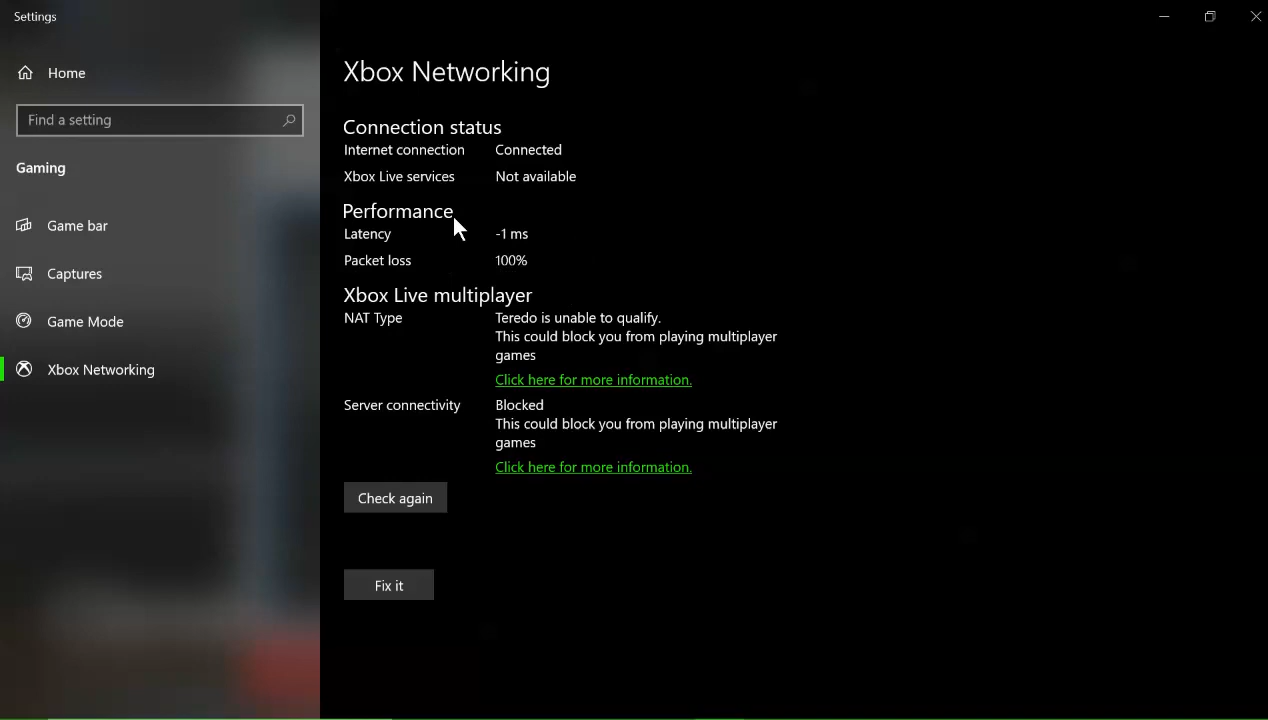 Settings
Home
Find a setting
Gaming
Game bar
Captures
Game Mode
Xbox Networking
Xbox Networking
Connection status
Internet connection Connected
Xbox Live services Not available
Performance
Latency -1 ms
Packet loss 100%
Xbox Live multiplayer
NAT Type Teredo is unable to qualify.
This could block you from playing multiplayer
games
Click here for more information.
Server connectivity Blocked
This could block you from playing multiplayer
games
Click here for more information.
Check again
Fix it